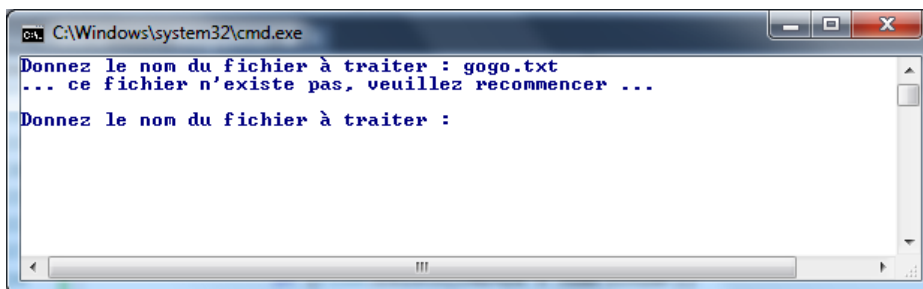 C:\Windows\system32\cmd.exe
Donnez le nom du fichier à traiter : gogo.txt
... ce fichier n'existe pas, veuillez recommencer ...
Donnez le nom du fichier à traiter :